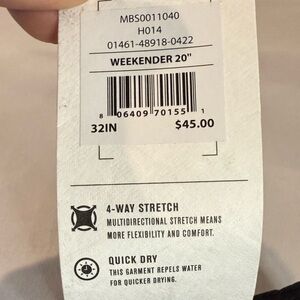 MBS0011040
H014
01461-48918-0422
WEEKENDER 20"
8 06409 70155 1
32IN $45.00
4-WAY STRETCH
MULTIDIRECTIONAL STRETCH MEANS
MORE FLEXIBILITY AND COMFORT.
QUICK DRY
THIS GARMENT REPELS WATER
FOR QUICKER DRYING.